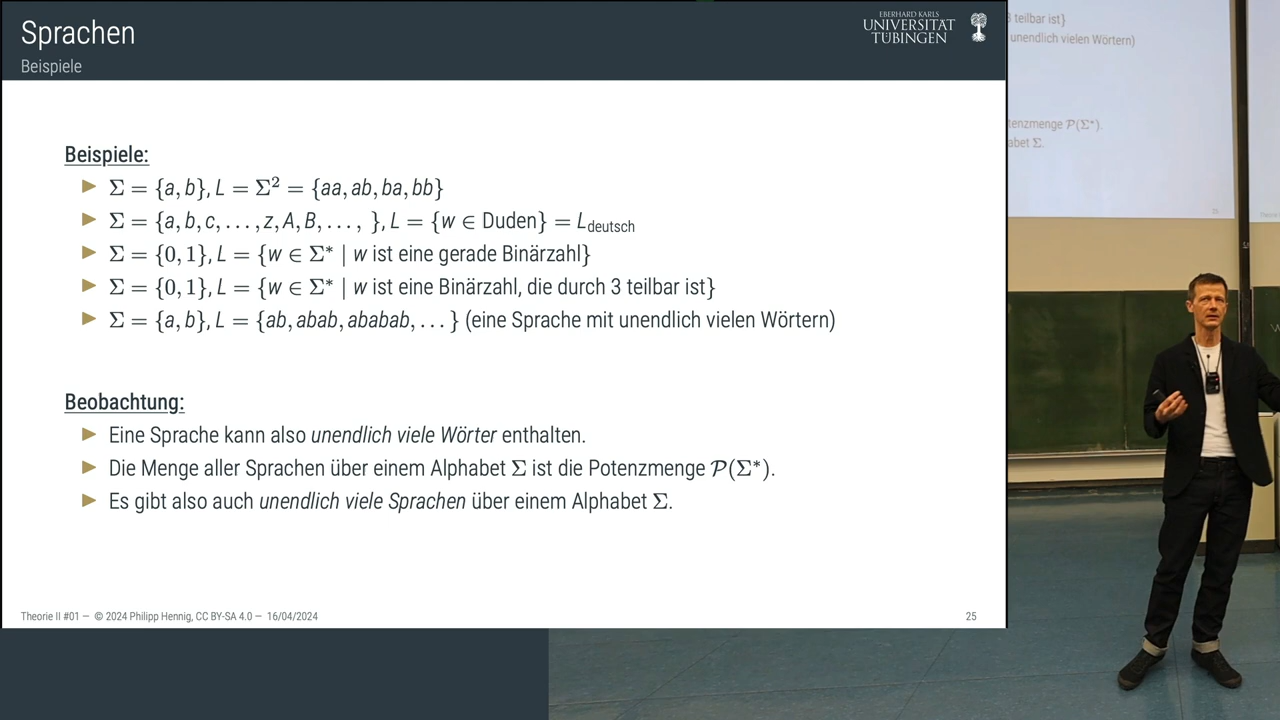 Sprachen
Beispiele
EBERHARD KARLS
UNIVERSITÄT
TÜBINGEN
Beispiele:
Σ = {a, b}, L = Σ² = {aa, ab, ba, bb}
Σ = {a, b, c, . . . , z, A, B, . . . , }, L = {w ∈ Duden} = L_deutsch
Σ = {0, 1}, L = {w ∈ Σ* | w ist eine gerade Binärzahl}
Σ = {0, 1}, L = {w ∈ Σ* | w ist eine Binärzahl, die durch 3 teilbar ist}
Σ = {a, b}, L = {ab, abab, ababab, . . . } (eine Sprache mit unendlich vielen Wörtern)
Beobachtung:
Eine Sprache kann also unendlich viele Wörter enthalten.
Die Menge aller Sprachen über einem Alphabet Σ ist die Potenzmenge 𝒫(Σ*).
Es gibt also auch unendlich viele Sprachen über einem Alphabet Σ.
Theorie II #01 — © 2024 Philipp Hennig, CC BY-SA 4.0 — 16/04/2024
25
3 teilbar ist}
unendlich vielen Wörtern)
tenzmenge 𝒫(Σ*).
abet Σ.